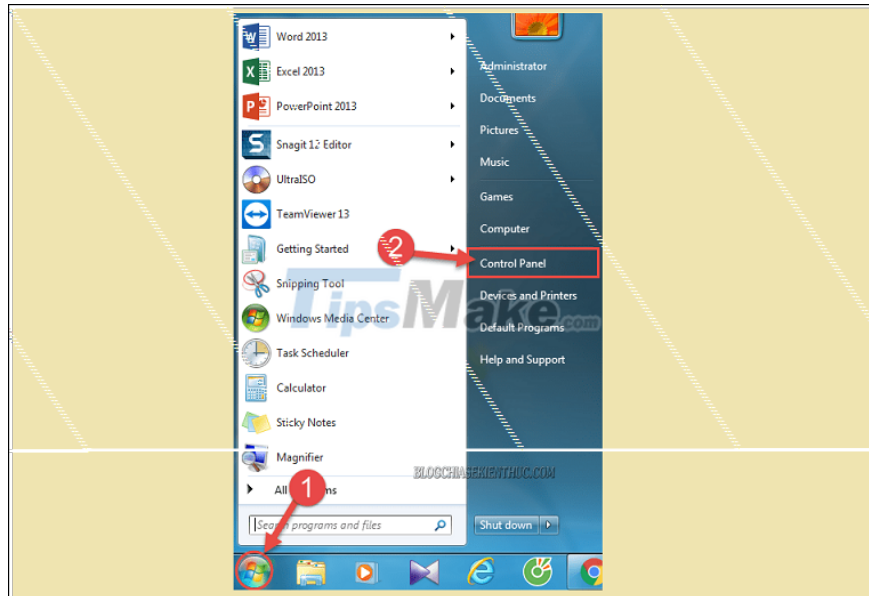 Word 2013
Excel 2013
PowerPoint 2013
Snagit 12 Editor
UltraISO
TeamViewer 13
Getting Started
Snipping Tool
Windows Media Center
Task Scheduler
Calculator
Sticky Notes
Magnifier
All
ms
Search programs and files
Administrator
Documents
Pictures
Music
Games
Computer
2
Control Panel
Devices and Printers
Default Programs
Help and Support
Shut down
1
TipsMake.com
BLOGCHIASEKIENTHUC.COM